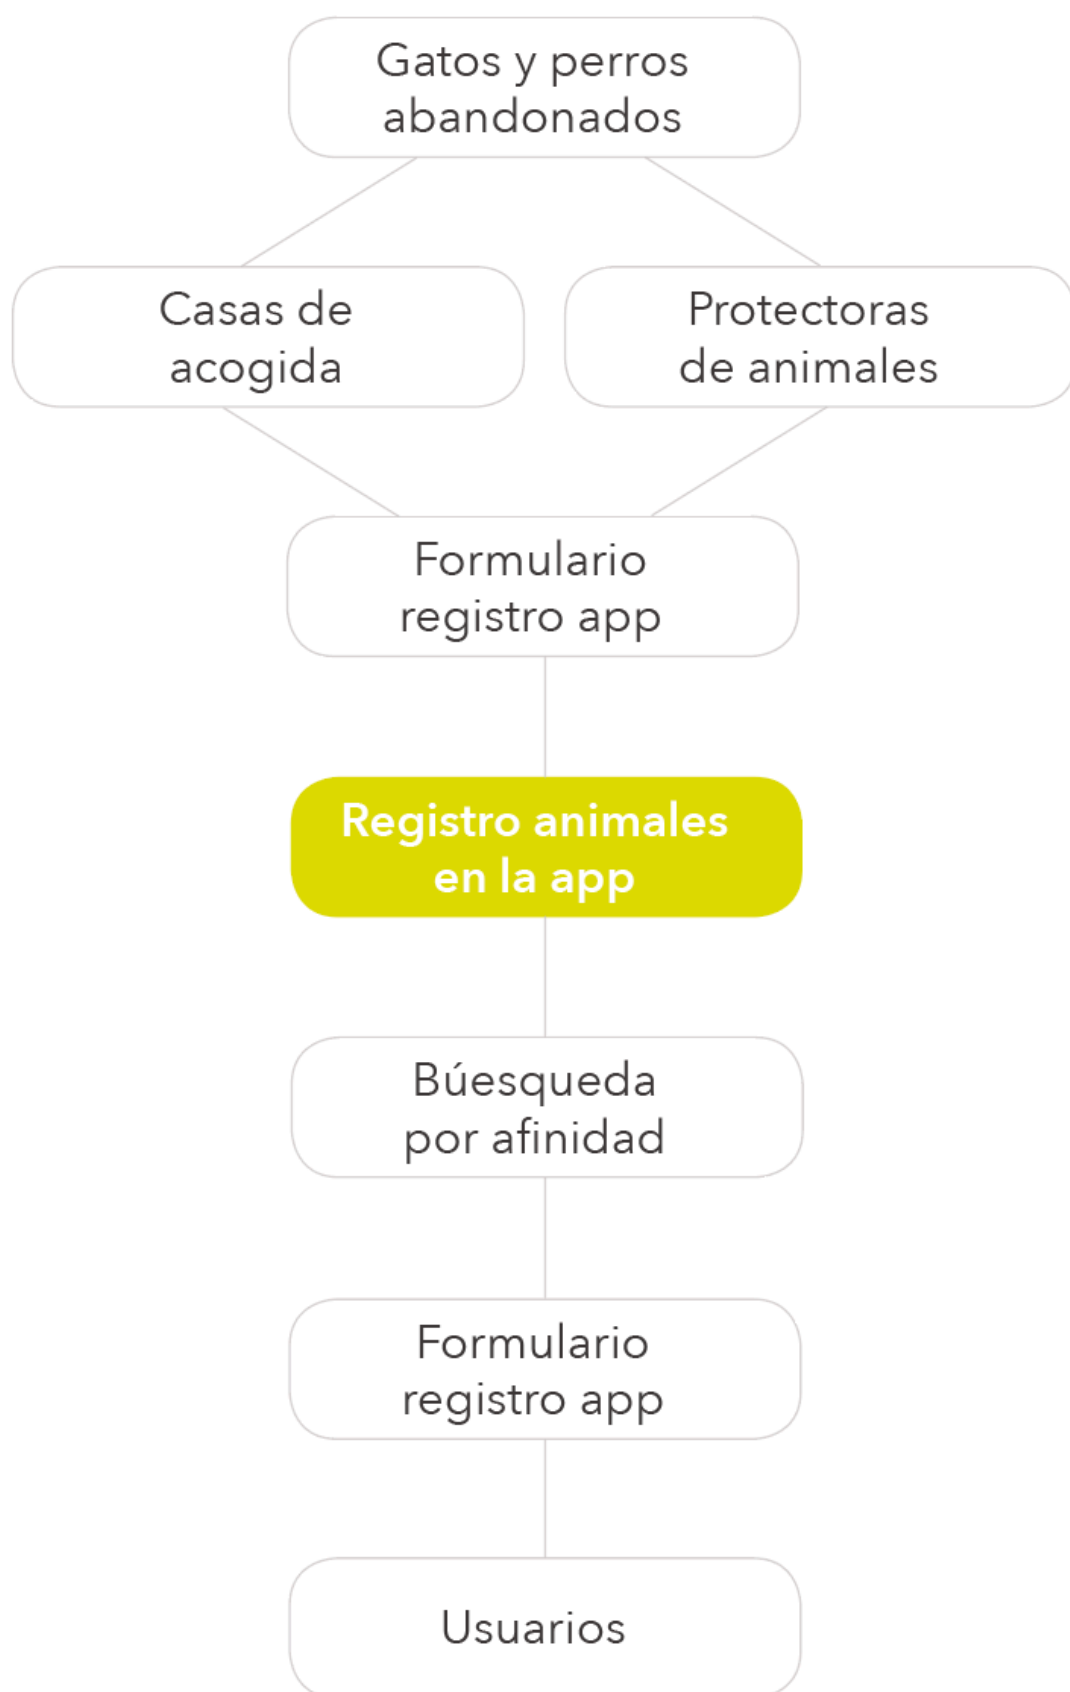 Gatos y perros
abandonados
Casas de
acogida
Protectoras
de animales
Formulario
registro app
Registro animales
en la app
Búesqueda
por afinidad
Formulario
registro app
Usuarios